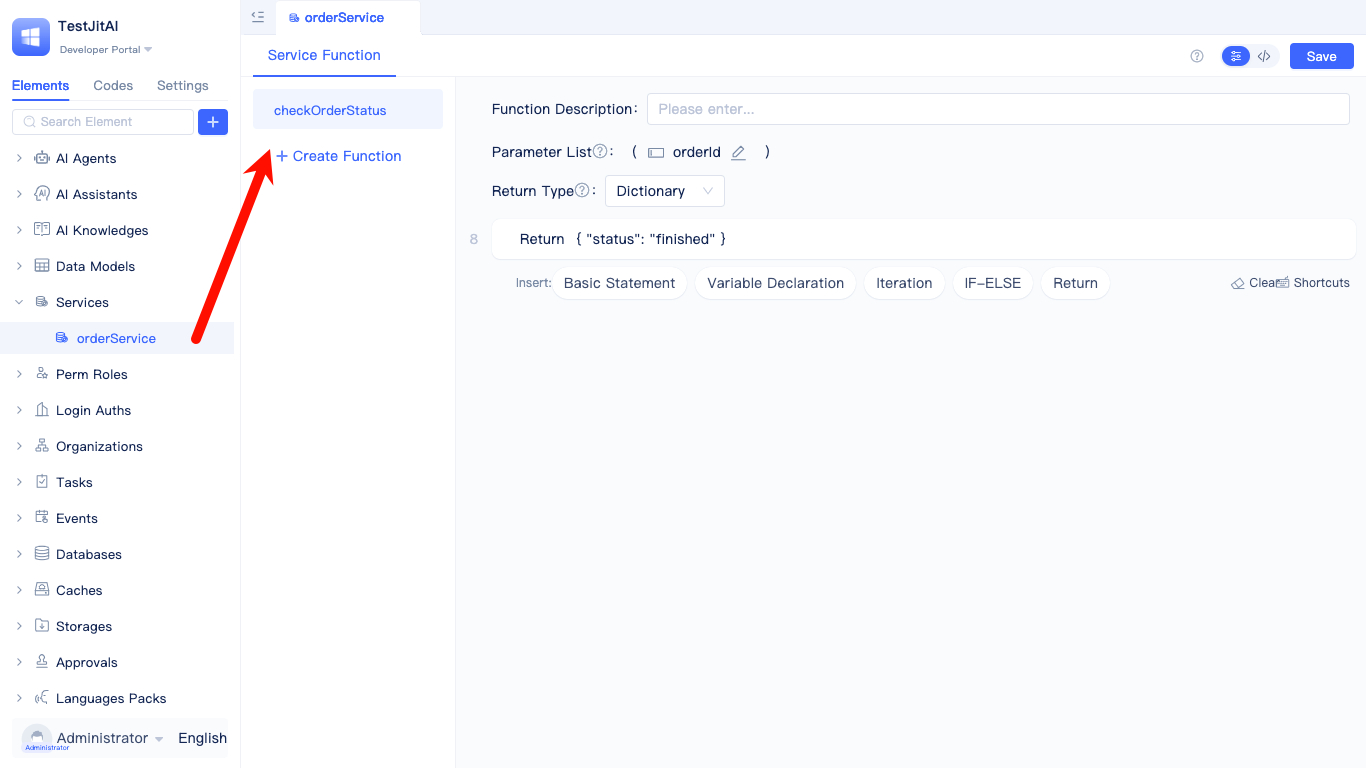 TestJitAI
Developer Portal
Elements Codes Settings
Search Element
AI Agents
AI Assistants
AI Knowledges
Data Models
Services
orderService
Perm Roles
Login Auths
Organizations
Tasks
Events
Databases
Caches
Storages
Approvals
Languages Packs
Administrator English
Administrator
orderService
Service Function
Save
checkOrderStatus
Create Function
Function Description: Please enter...
Parameter List? : ( orderId )
Return Type? : Dictionary
8 Return { "status": "finished" }
Insert: Basic Statement Variable Declaration Iteration IF-ELSE Return Clear Shortcuts